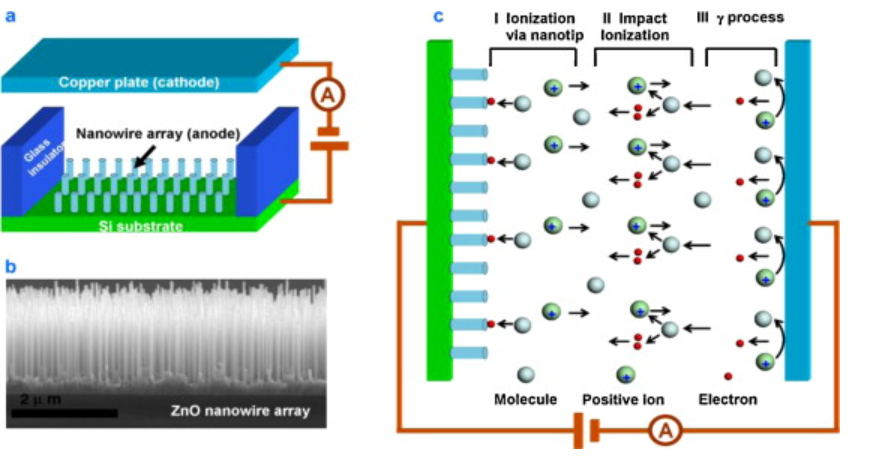 a
Copper plate (cathode)
A
Nanowire array (anode)
Glass
insulator
Si substrate
b
2 μ m
ZnO nanowire array
c
I Ionization
via nanotip
II Impact
Ionization
III γ process
Molecule
Positive ion
Electron
A